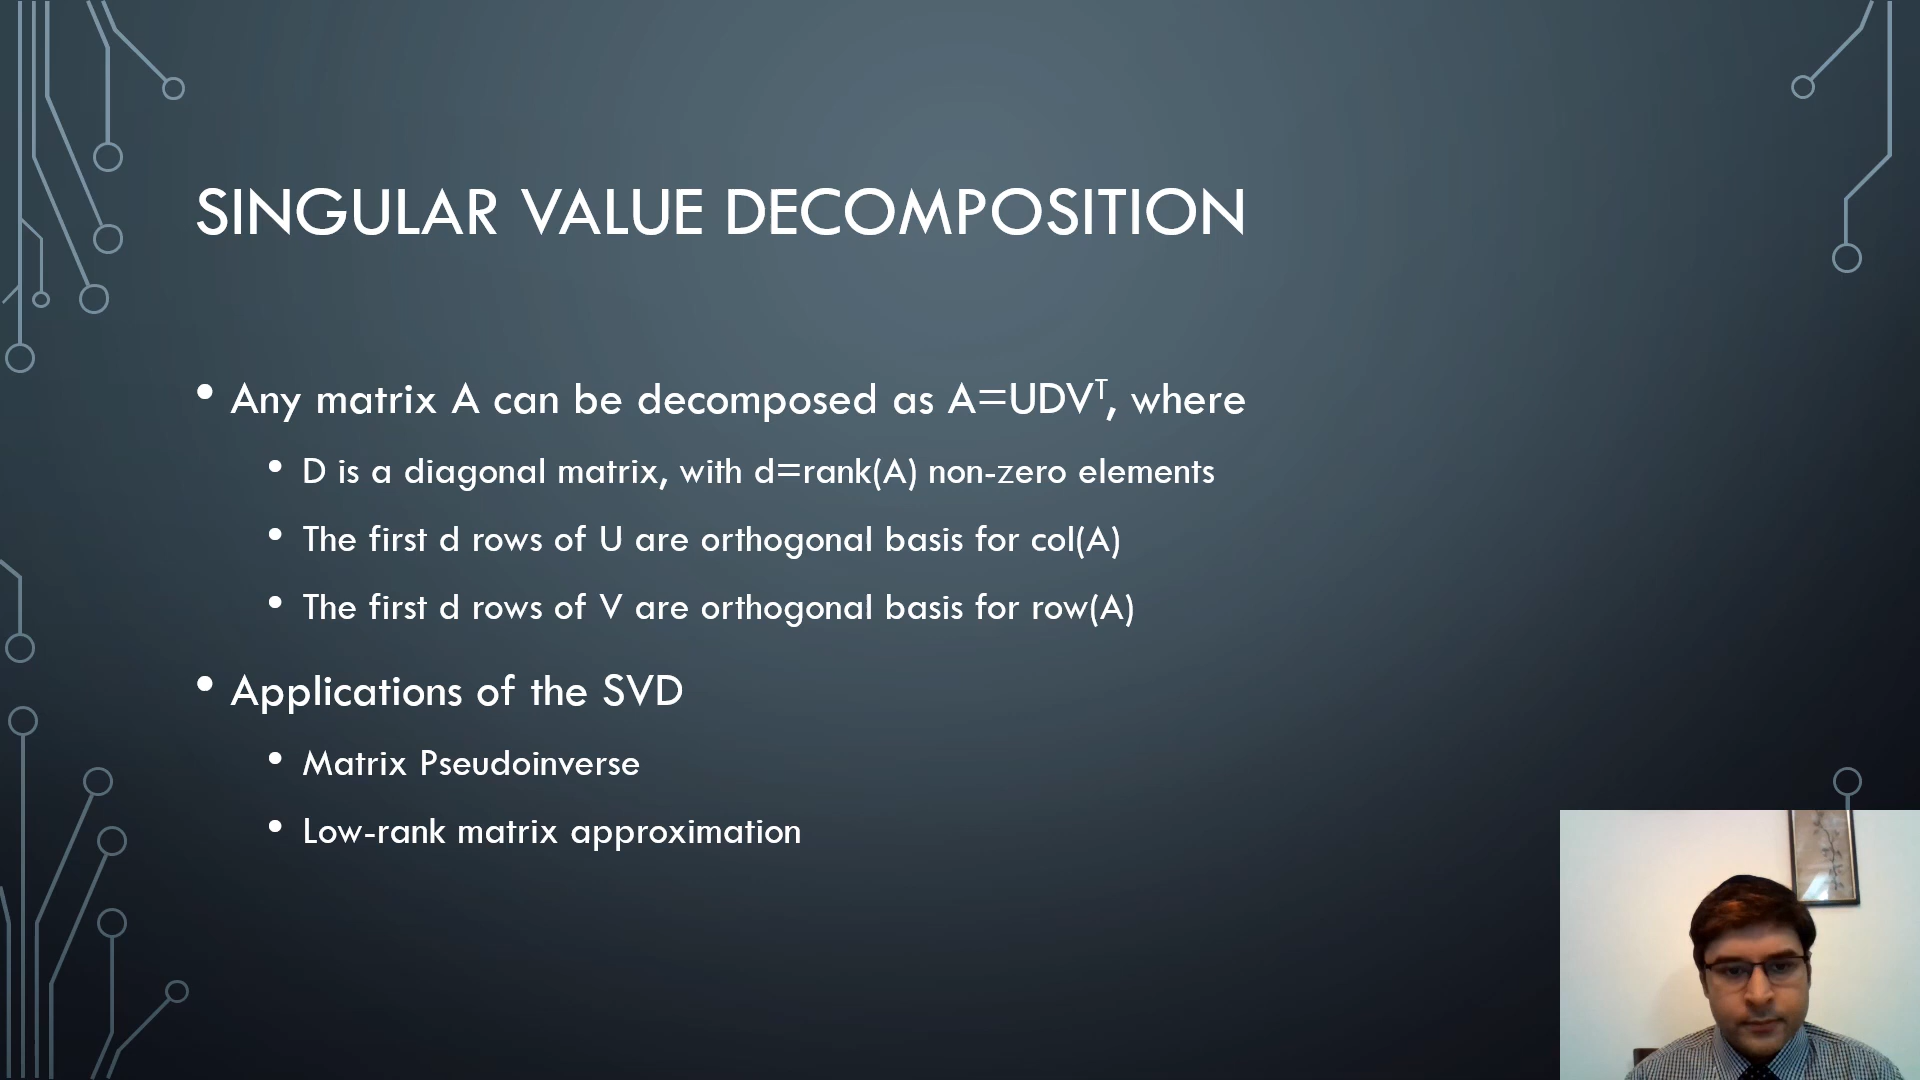 SINGULAR VALUE DECOMPOSITION
• Any matrix A can be decomposed as A=UDVᵀ, where
• D is a diagonal matrix, with d=rank(A) non-zero elements
• The first d rows of U are orthogonal basis for col(A)
• The first d rows of V are orthogonal basis for row(A)
• Applications of the SVD
• Matrix Pseudoinverse
• Low-rank matrix approximation